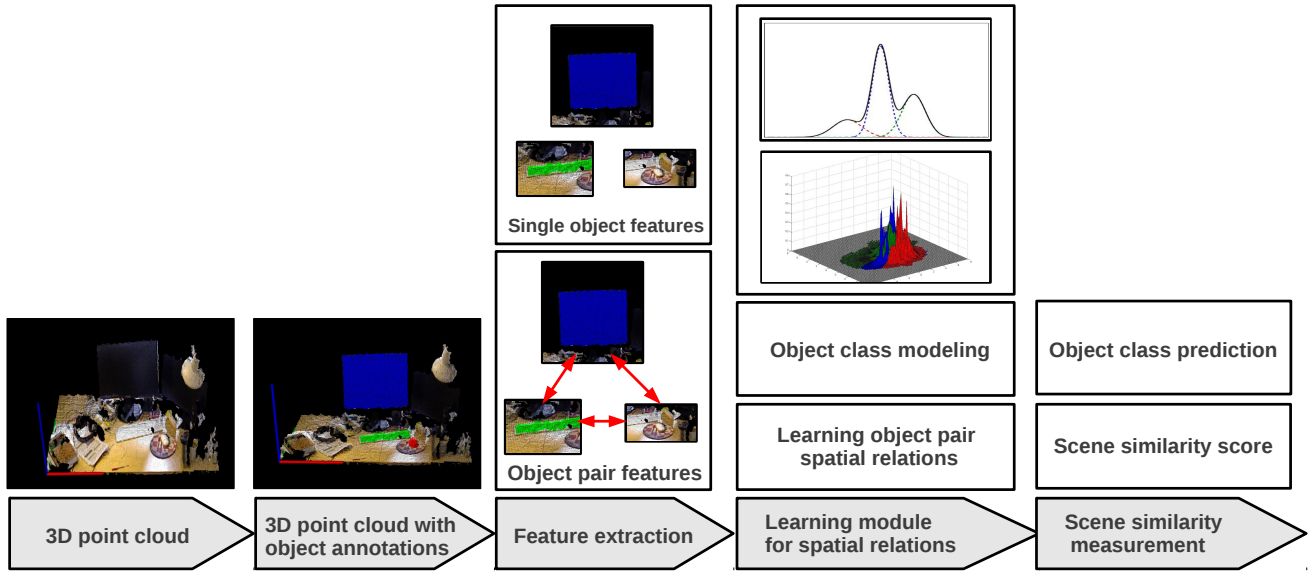 Single object features
Object pair features
Object class modeling
Learning object pair
spatial relations
Object class prediction
Scene similarity score
3D point cloud
3D point cloud with
object annotations
Feature extraction
Learning module
for spatial relations
Scene similarity
measurement